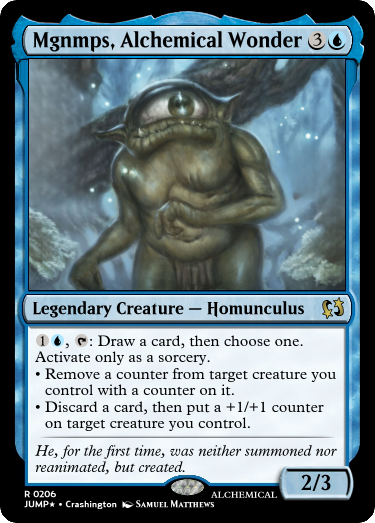 Mgnmps, Alchemical Wonder 3
1, : Draw a card, then choose one.
Activate only as a sorcery.
• Remove a counter from target creature you
control with a counter on it.
• Discard a card, then put a +1/+1 counter
on target creature you control.
He, for the first time, was neither summoned nor
reanimated, but created.
Legendary Creature — Homunculus
2/3
R 0206
ALCHEMICAL
JUMP★ • Crashington Samuel Matthews